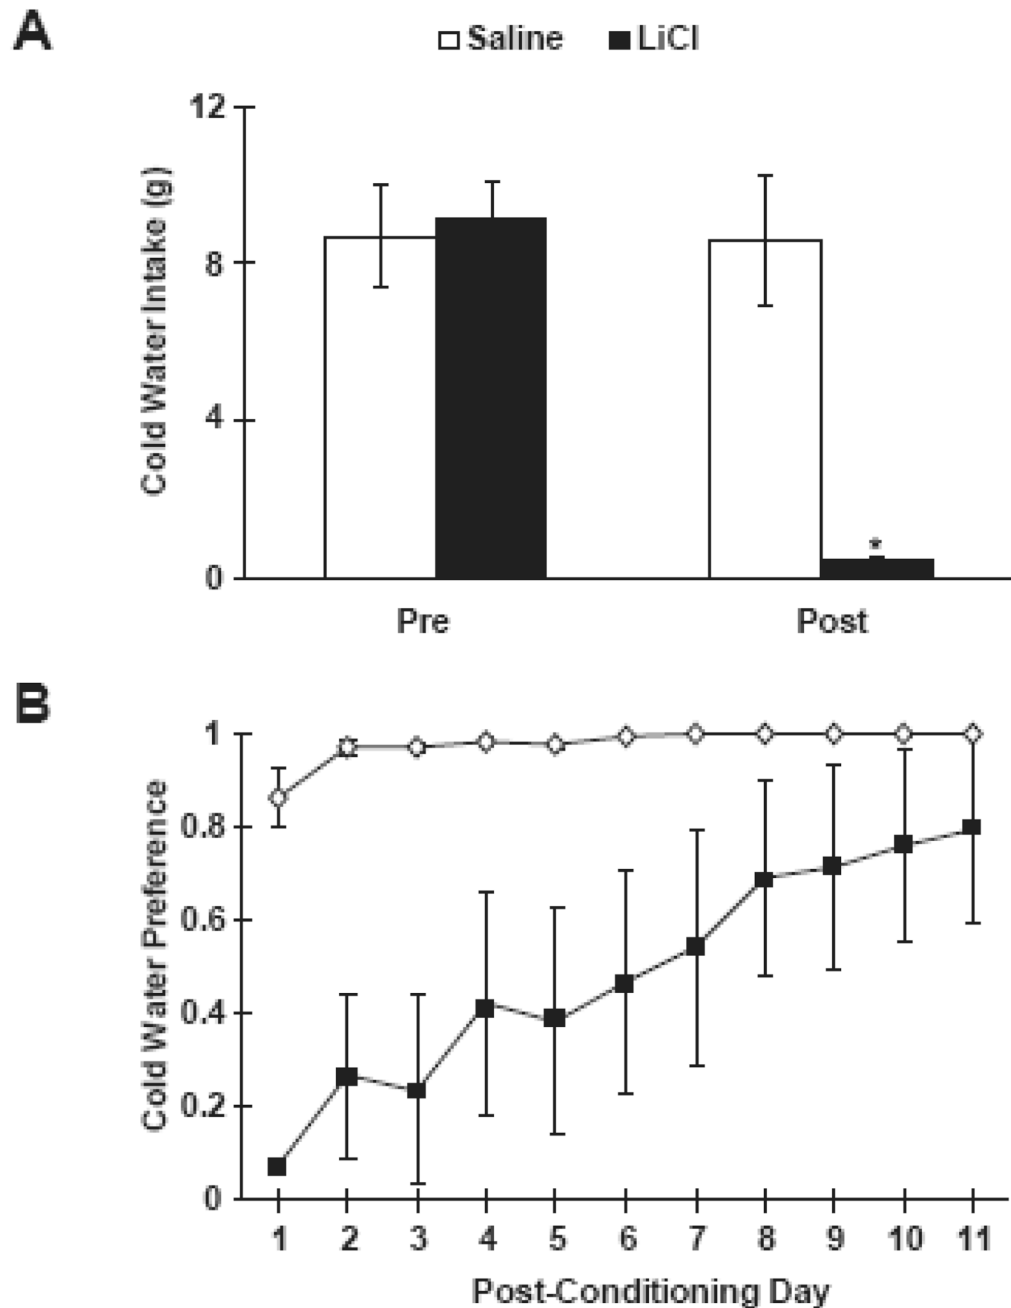 A
Saline LiCl
12
8
4
0
Cold Water Intake (g)
*
Pre Post
B
1
0.8
0.6
0.4
0.2
0
Cold Water Preference
1 2 3 4 5 6 7 8 9 10 11
Post-Conditioning Day